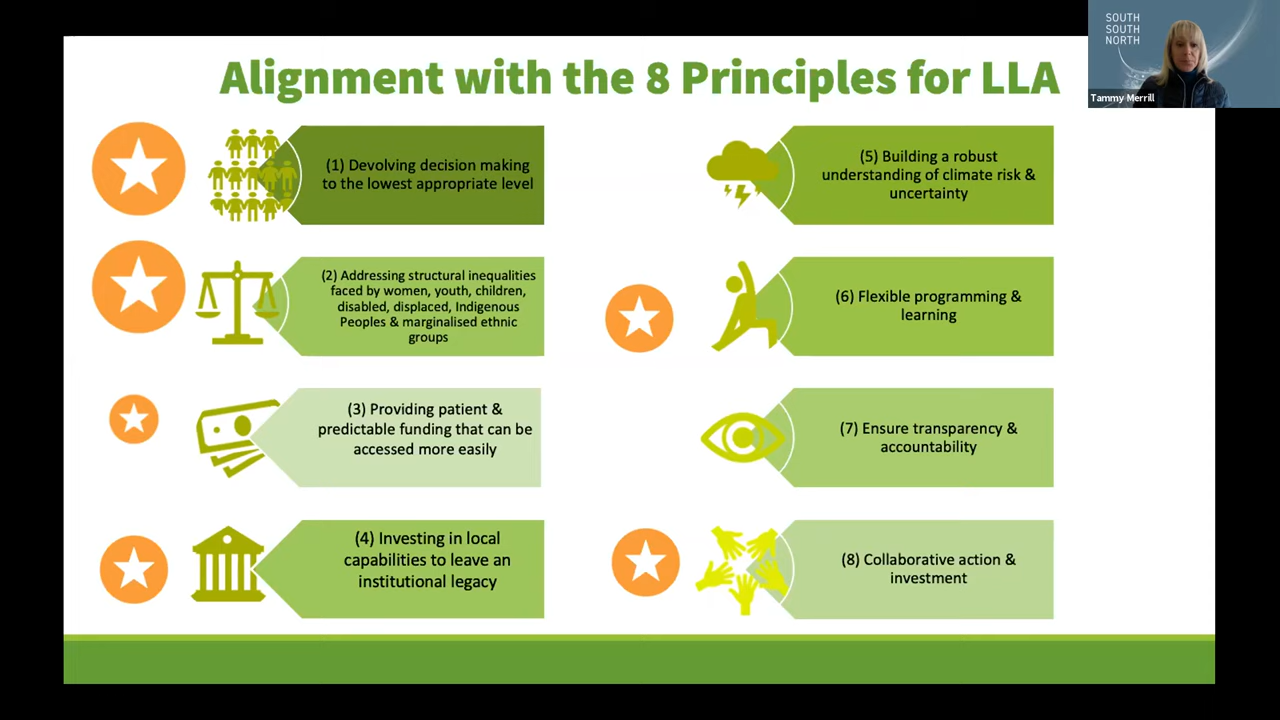 SOUTH
SOUTH
NORTH
Tammy Merrill
Alignment with the 8 Principles for LLA
(1) Devolving decision making
to the lowest appropriate level
(2) Addressing structural inequalities
faced by women, youth, children,
disabled, displaced, Indigenous
Peoples & marginalised ethnic
groups
(3) Providing patient &
predictable funding that can be
accessed more easily
(4) Investing in local
capabilities to leave an
institutional legacy
(5) Building a robust
understanding of climate risk &
uncertainty
(6) Flexible programming &
learning
(7) Ensure transparency &
accountability
(8) Collaborative action &
investment